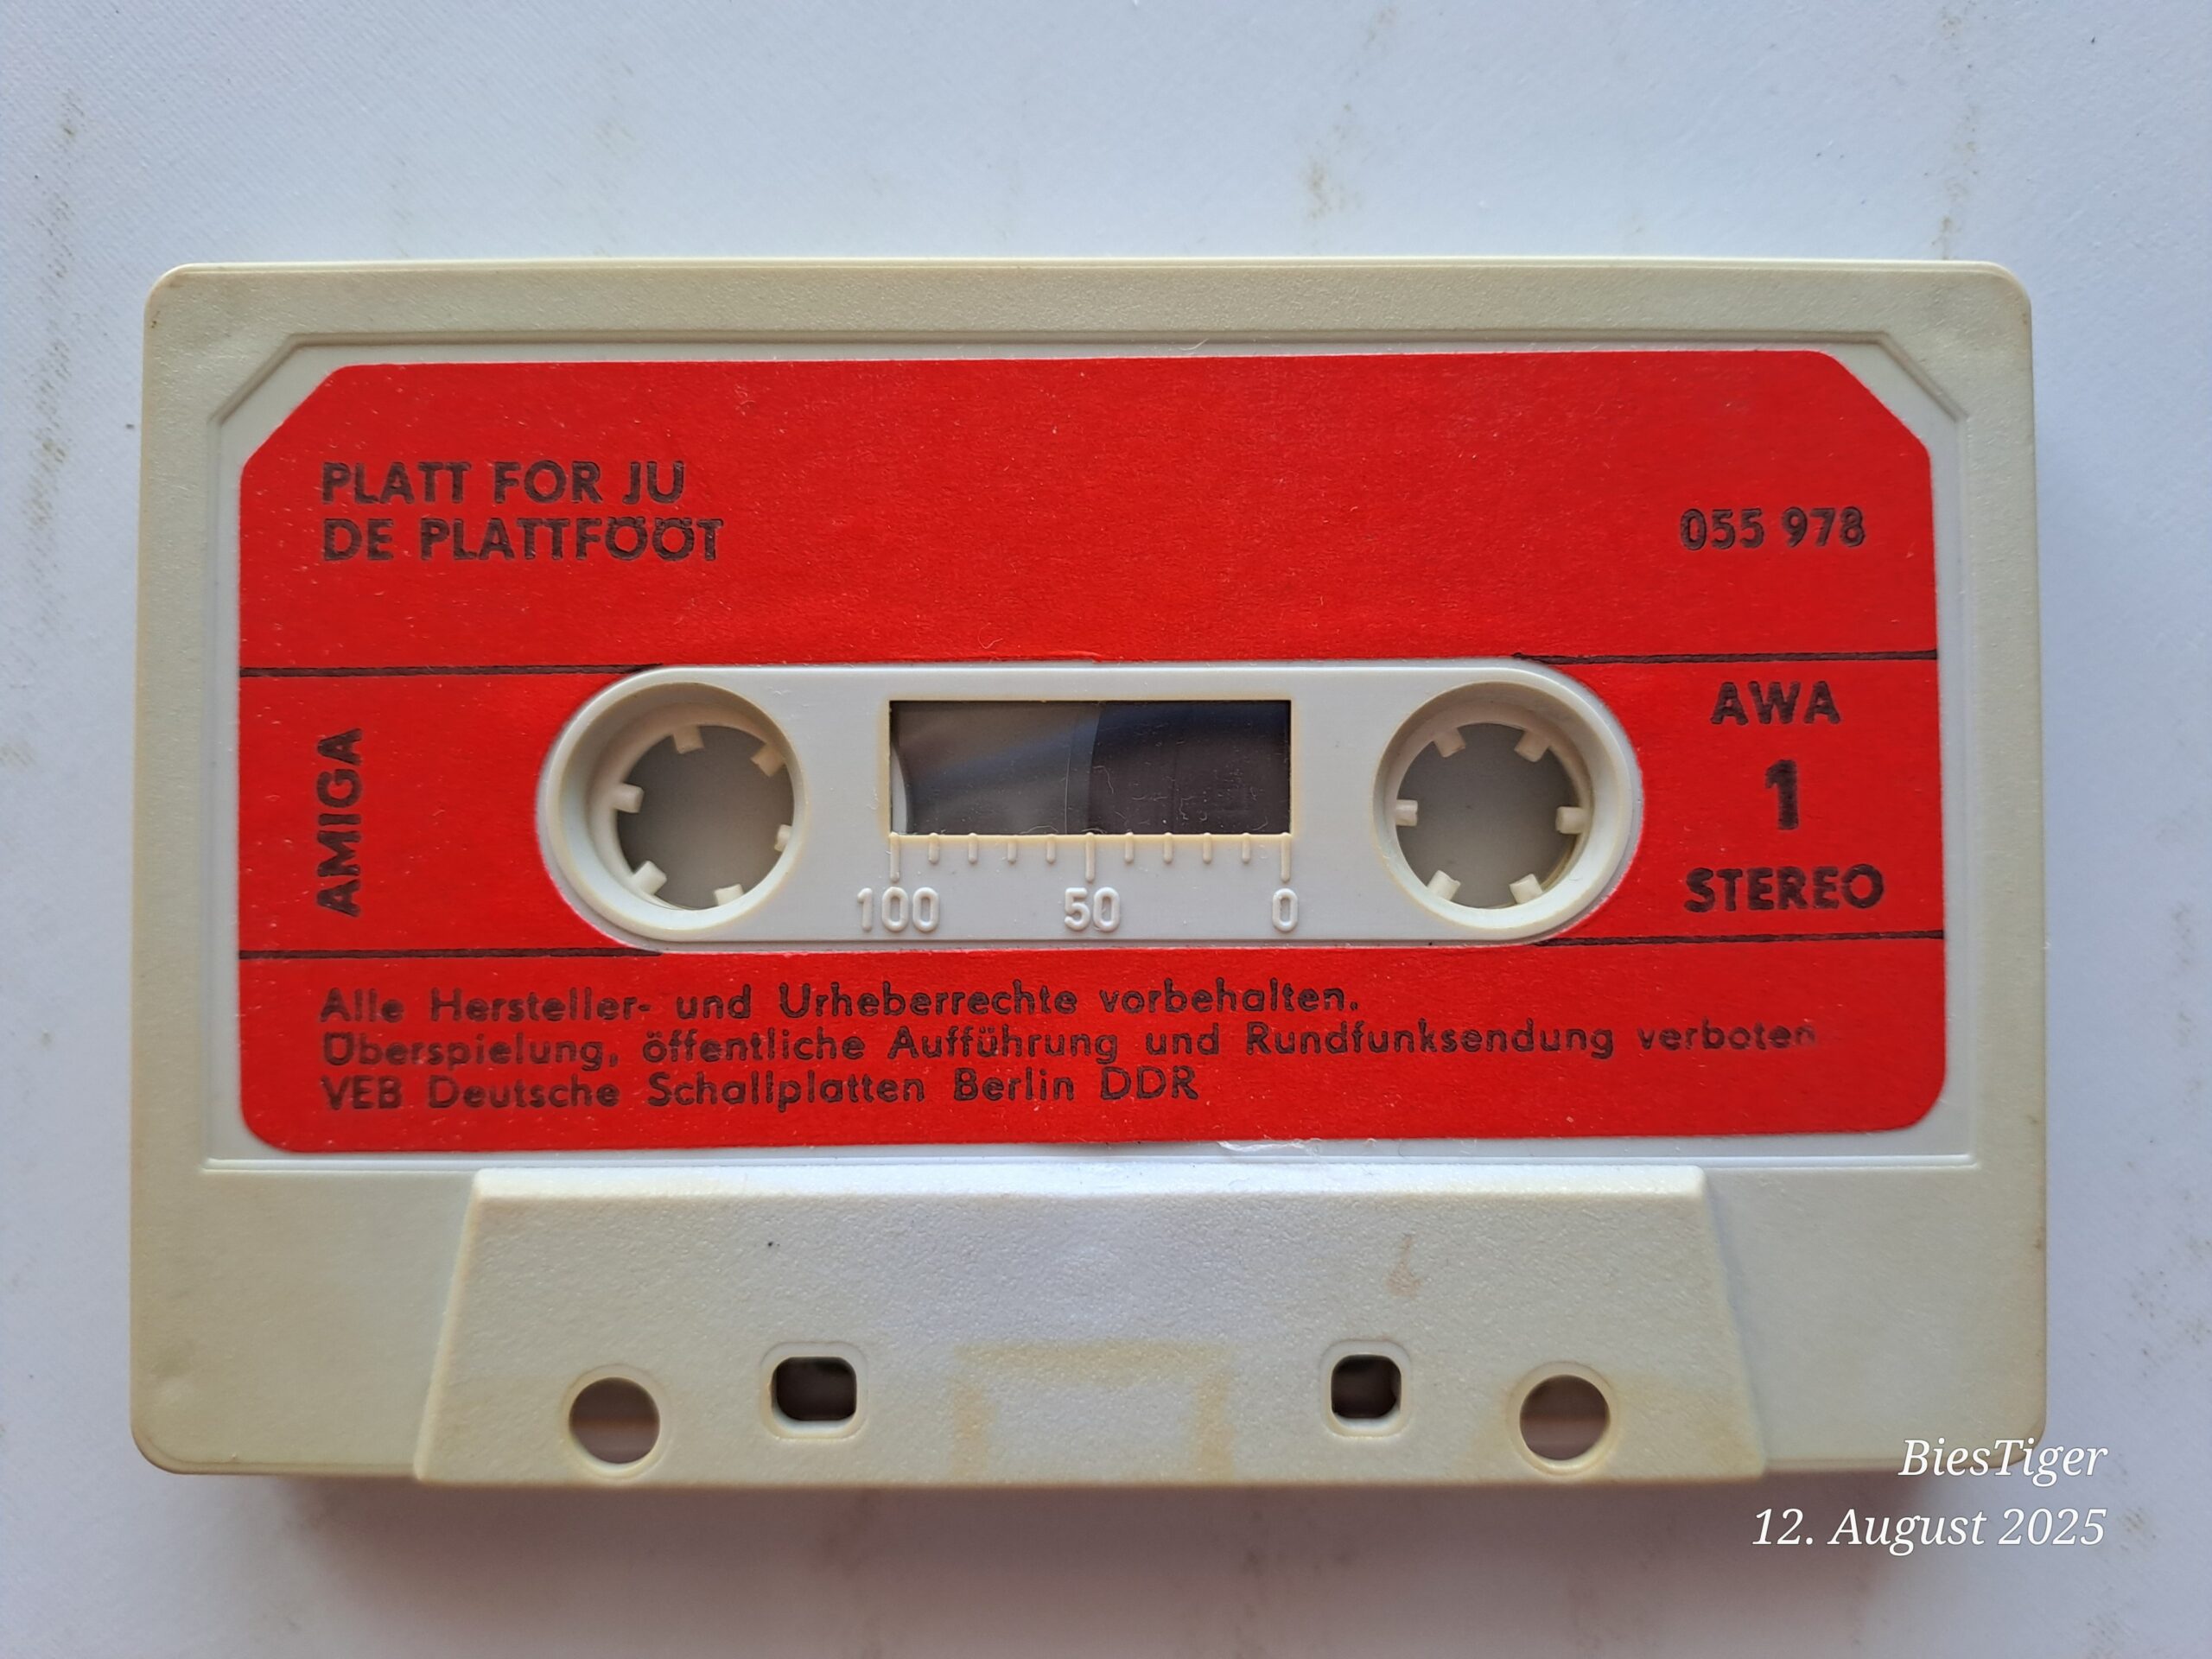 PLATT FOR JU
DE PLATTFÖÖT
055 978
AMIGA
AWA
1
STEREO
100 50 0
Alle Hersteller- und Urheberrechte vorbehalten.
Überspielung, öffentliche Aufführung und Rundfunksendung verboten
VEB Deutsche Schallplatten Berlin DDR
BiesTiger
12. August 2025